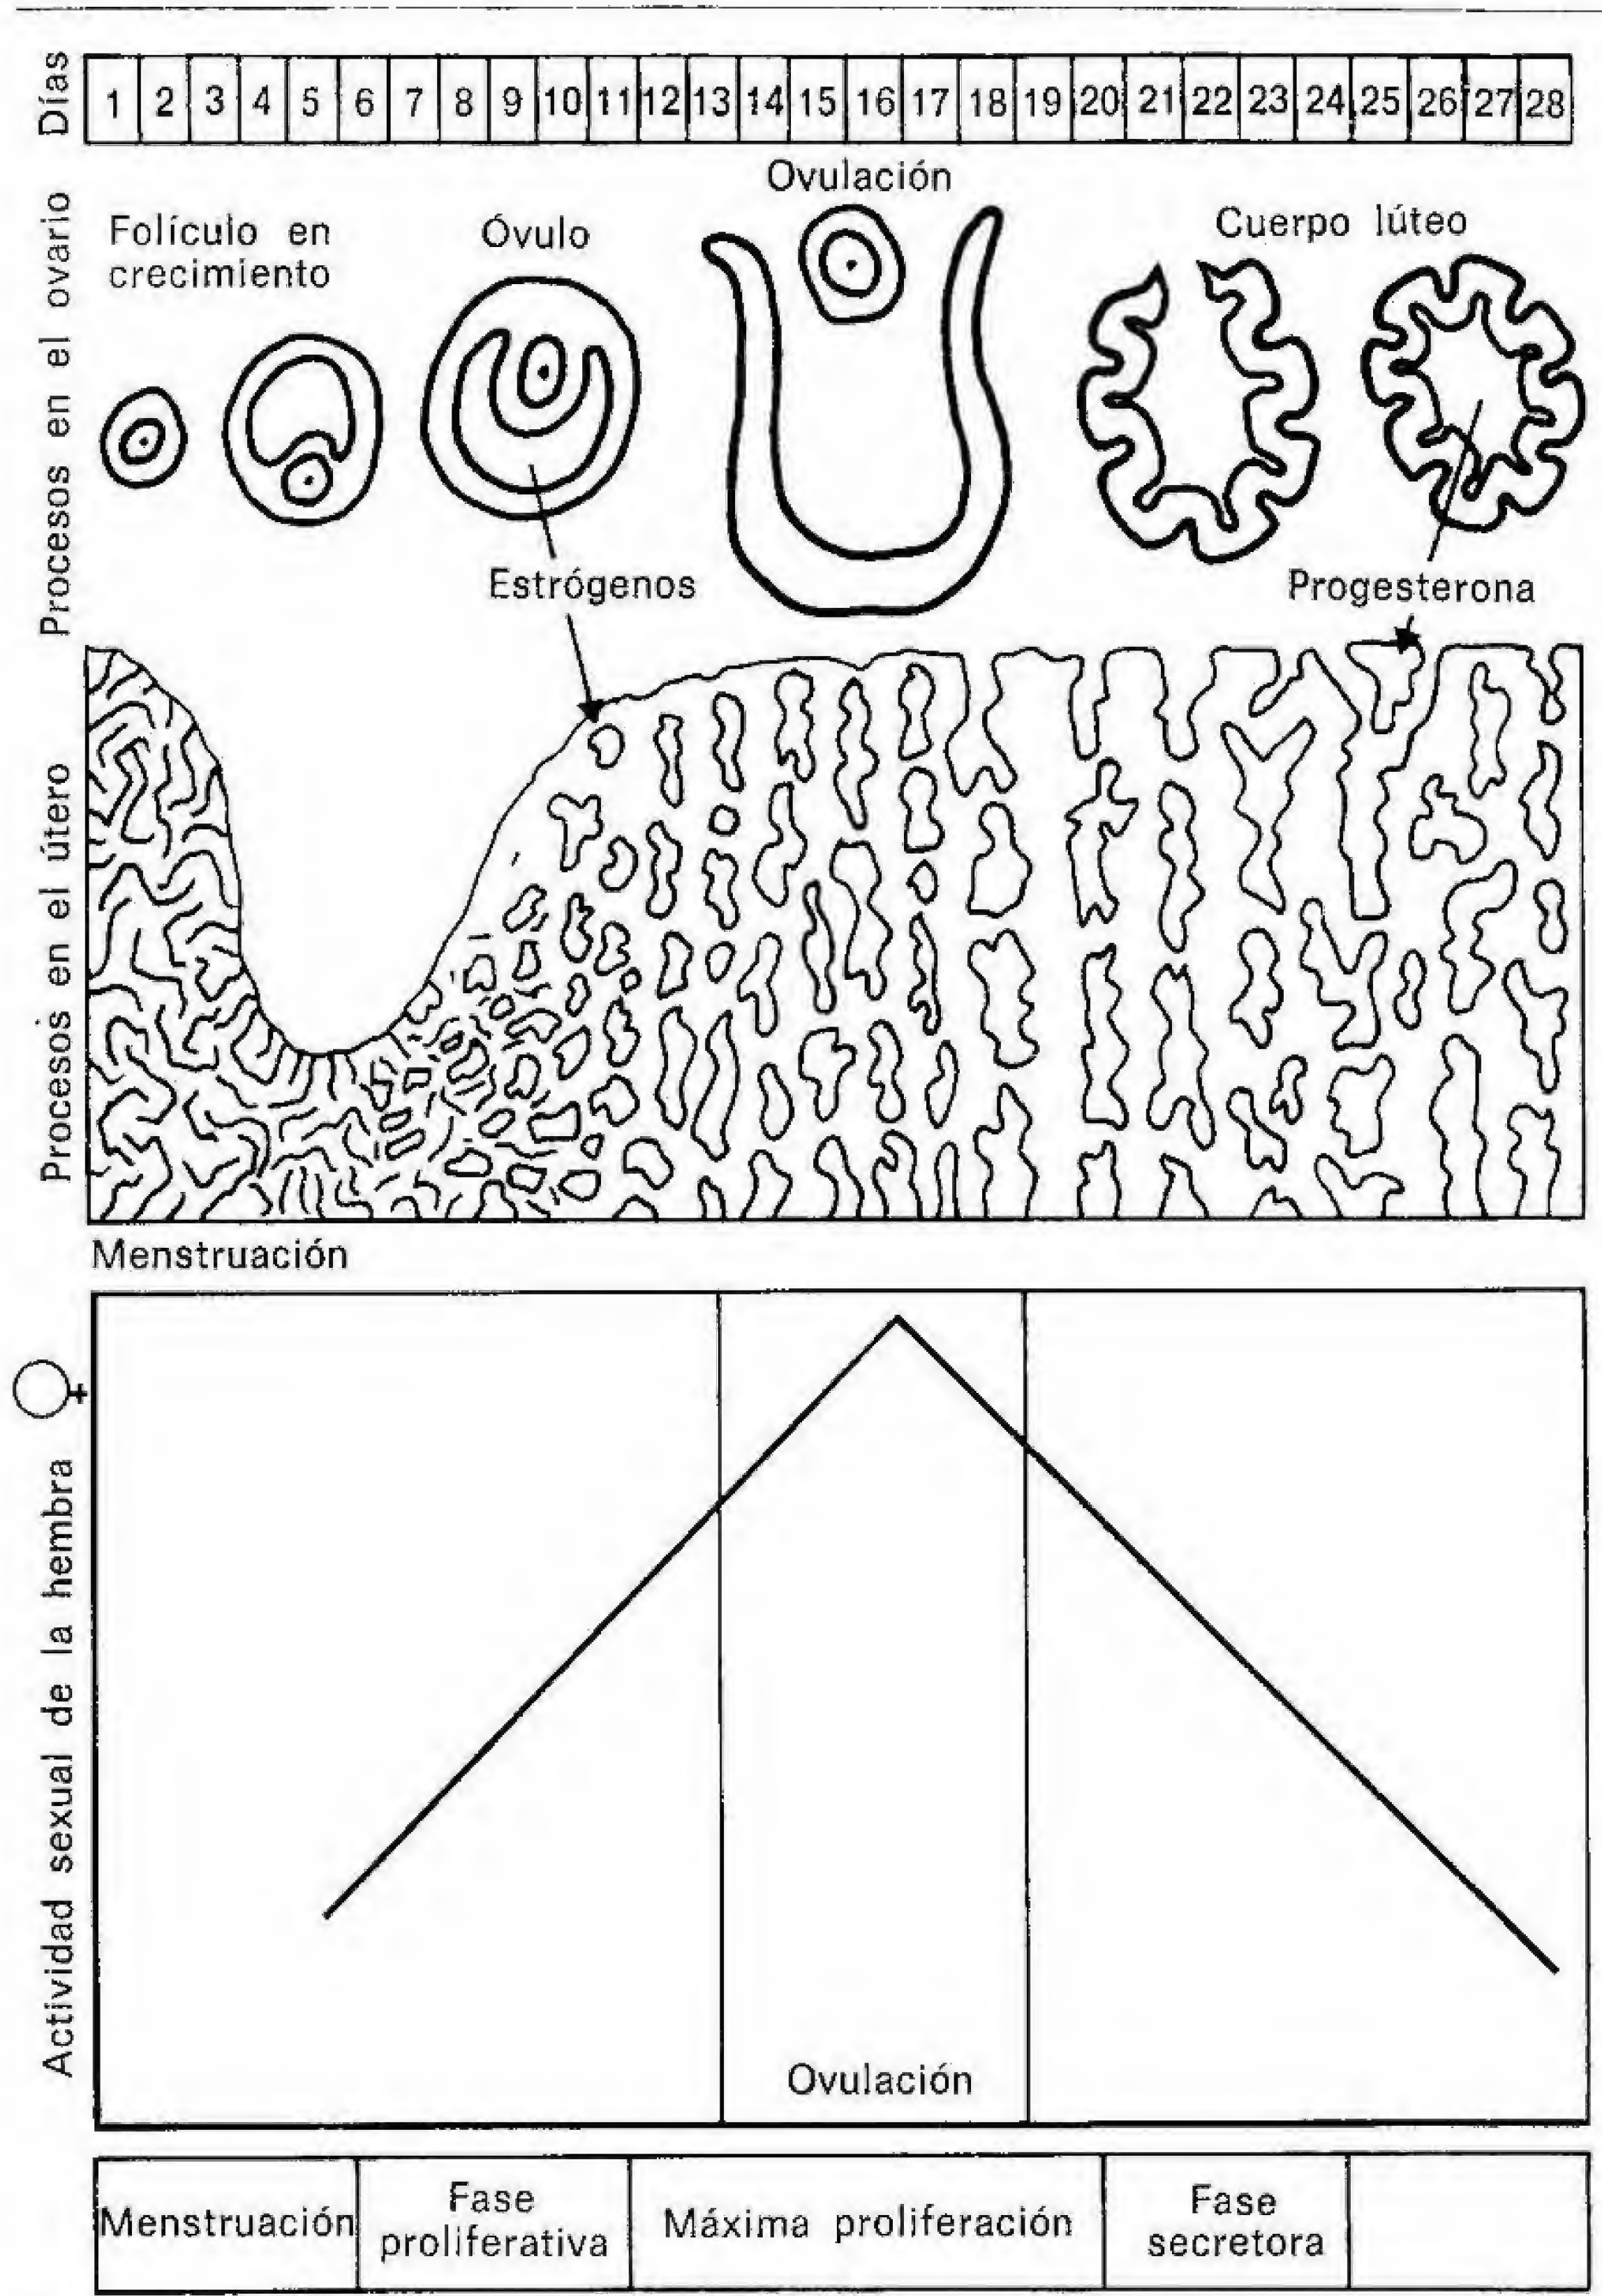 Días
1 2 3 4 5 6 7 8 9 10 11 12 13 14 15 16 17 18 19 20 21 22 23 24 25 26 27 28
Procesos en el ovario
Folículo en
crecimiento
Óvulo
Ovulación
Cuerpo lúteo
Estrógenos
Progesterona
Procesos en el útero
Menstruación
♀
Actividad sexual de la hembra
Ovulación
Menstruación
Fase
proliferativa
Máxima proliferación
Fase
secretora